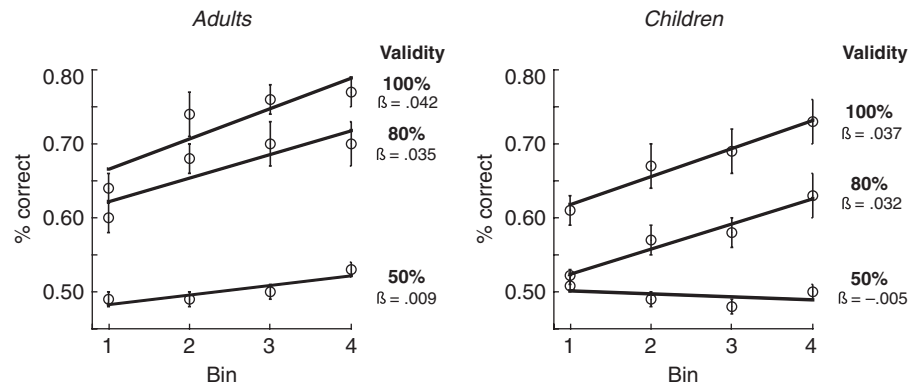 Adults
Validity
0.80
0.70
0.60
0.50
% correct
100%
ß = .042
80%
ß = .035
50%
ß = .009
1 2 3 4
Bin
Children
Validity
0.80
0.70
0.60
0.50
% correct
100%
ß = .037
80%
ß = .032
50%
ß = –.005
1 2 3 4
Bin